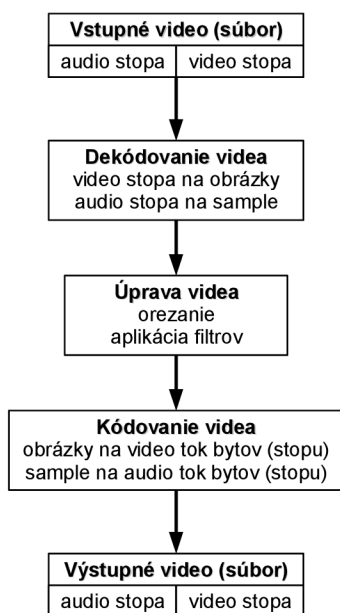 Vstupné video (súbor)
audio stopa video stopa
Dekódovanie videa
video stopa na obrázky
audio stopa na sample
Úprava videa
orezanie
aplikácia filtrov
Kódovanie videa
obrázky na video tok bytov (stopu)
sample na audio tok bytov (stopu)
Výstupné video (súbor)
audio stopa video stopa